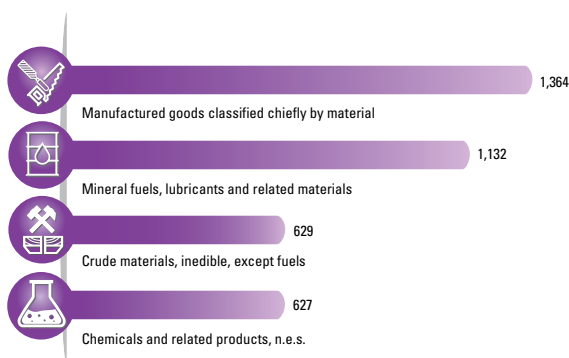 1,364
Manufactured goods classified chiefly by material
1,132
Mineral fuels, lubricants and related materials
629
Crude materials, inedible, except fuels
627
Chemicals and related products, n.e.s.